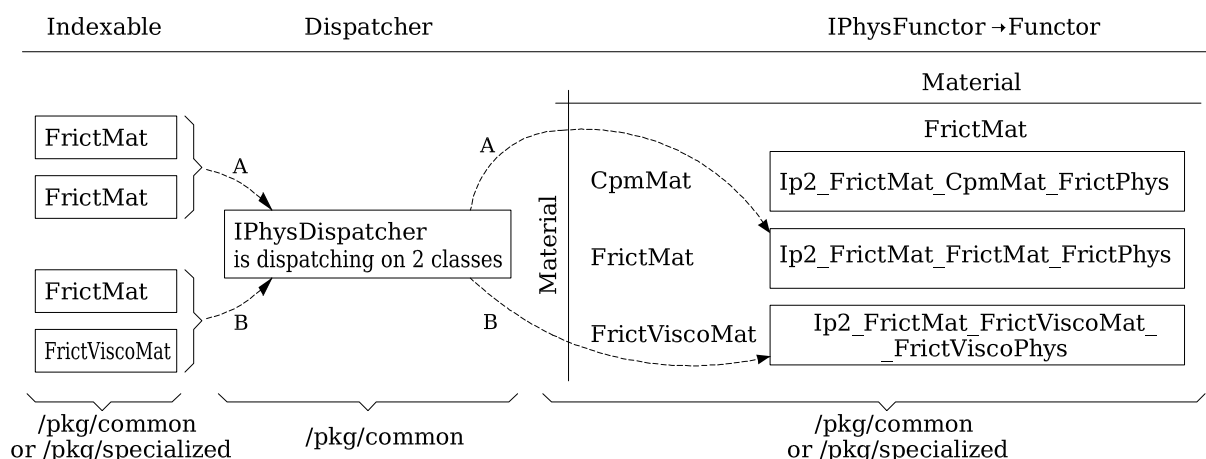 Indexable
Dispatcher
IPhysFunctor→Functor
Material
FrictMat
FrictMat
FrictMat
A
IPhysDispatcher
is dispatching on 2 classes
FrictMat
FrictViscoMat
B
A
B
Material
CpmMat
Ip2_FrictMat_CpmMat_FrictPhys
FrictMat
Ip2_FrictMat_FrictMat_FrictPhys
FrictViscoMat
Ip2_FrictMat_FrictViscoMat_
_FrictViscoPhys
/pkg/common
or /pkg/specialized
/pkg/common
/pkg/common
or /pkg/specialized